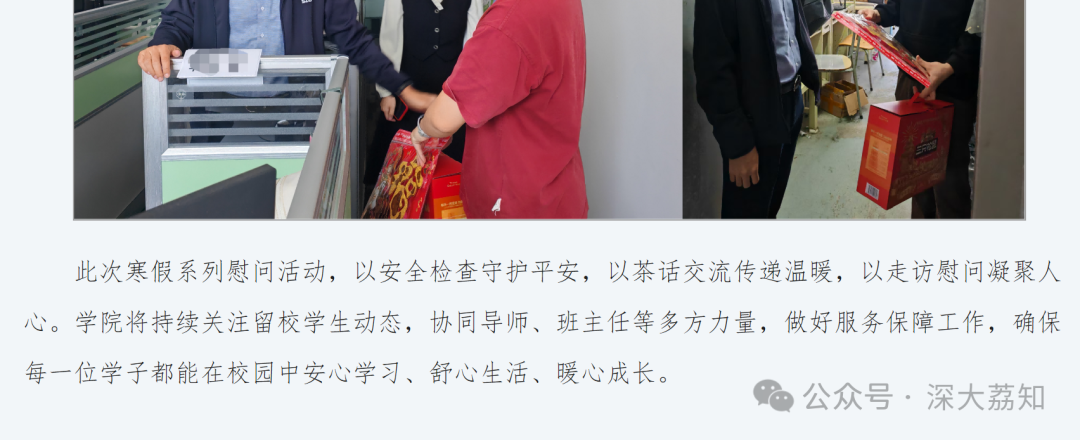 此次寒假系列慰问活动，以安全检查守护平安，以茶话交流传递温暖，以走访慰问凝聚人
心。学院将持续关注留校学生动态，协同导师、班主任等多方力量，做好服务保障工作，确保
每一位学子都能在校园中安心学习、舒心生活、暖心成长。
公众号 · 深大荔知